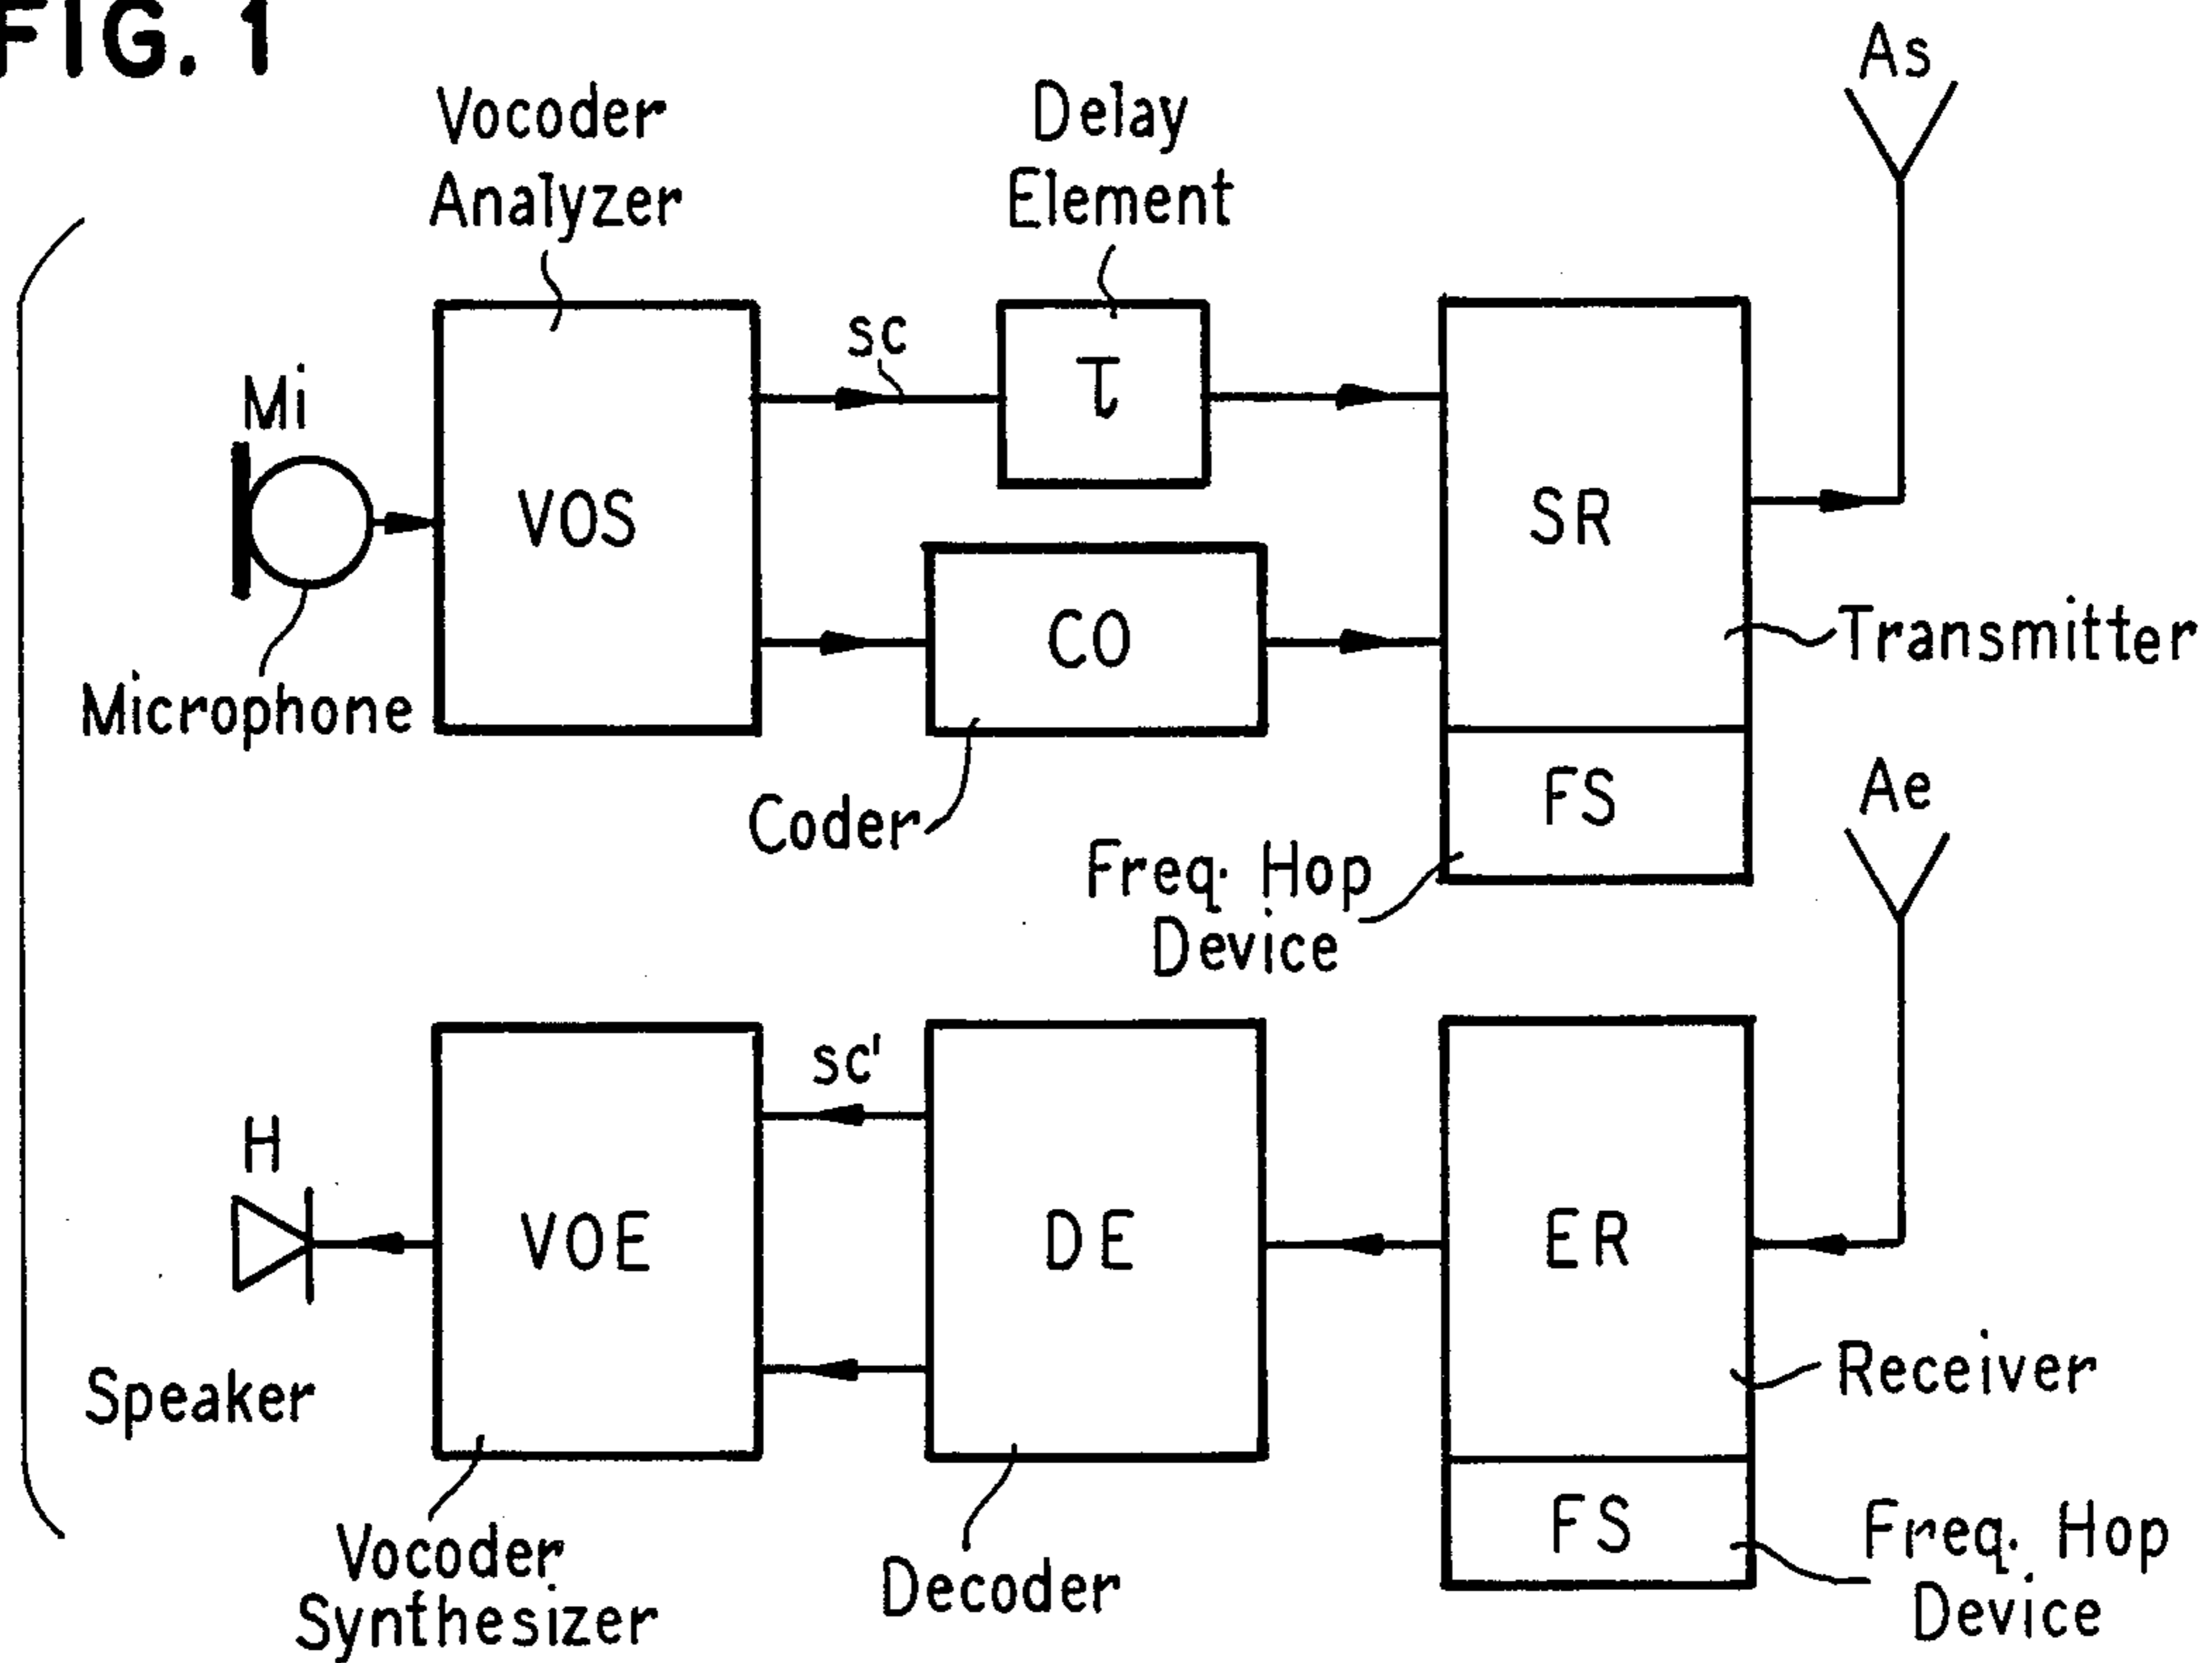 FIG. 1
As
Vocoder
Analyzer
Delay
Element
sc
τ
Mi
VOS
SR
CO
Transmitter
Microphone
FS
Ae
Coder
Freq. Hop
Device
sc'
H
VOE
DE
ER
Receiver
Speaker
FS
Freq. Hop
Device
Vocoder
Synthesizer
Decoder